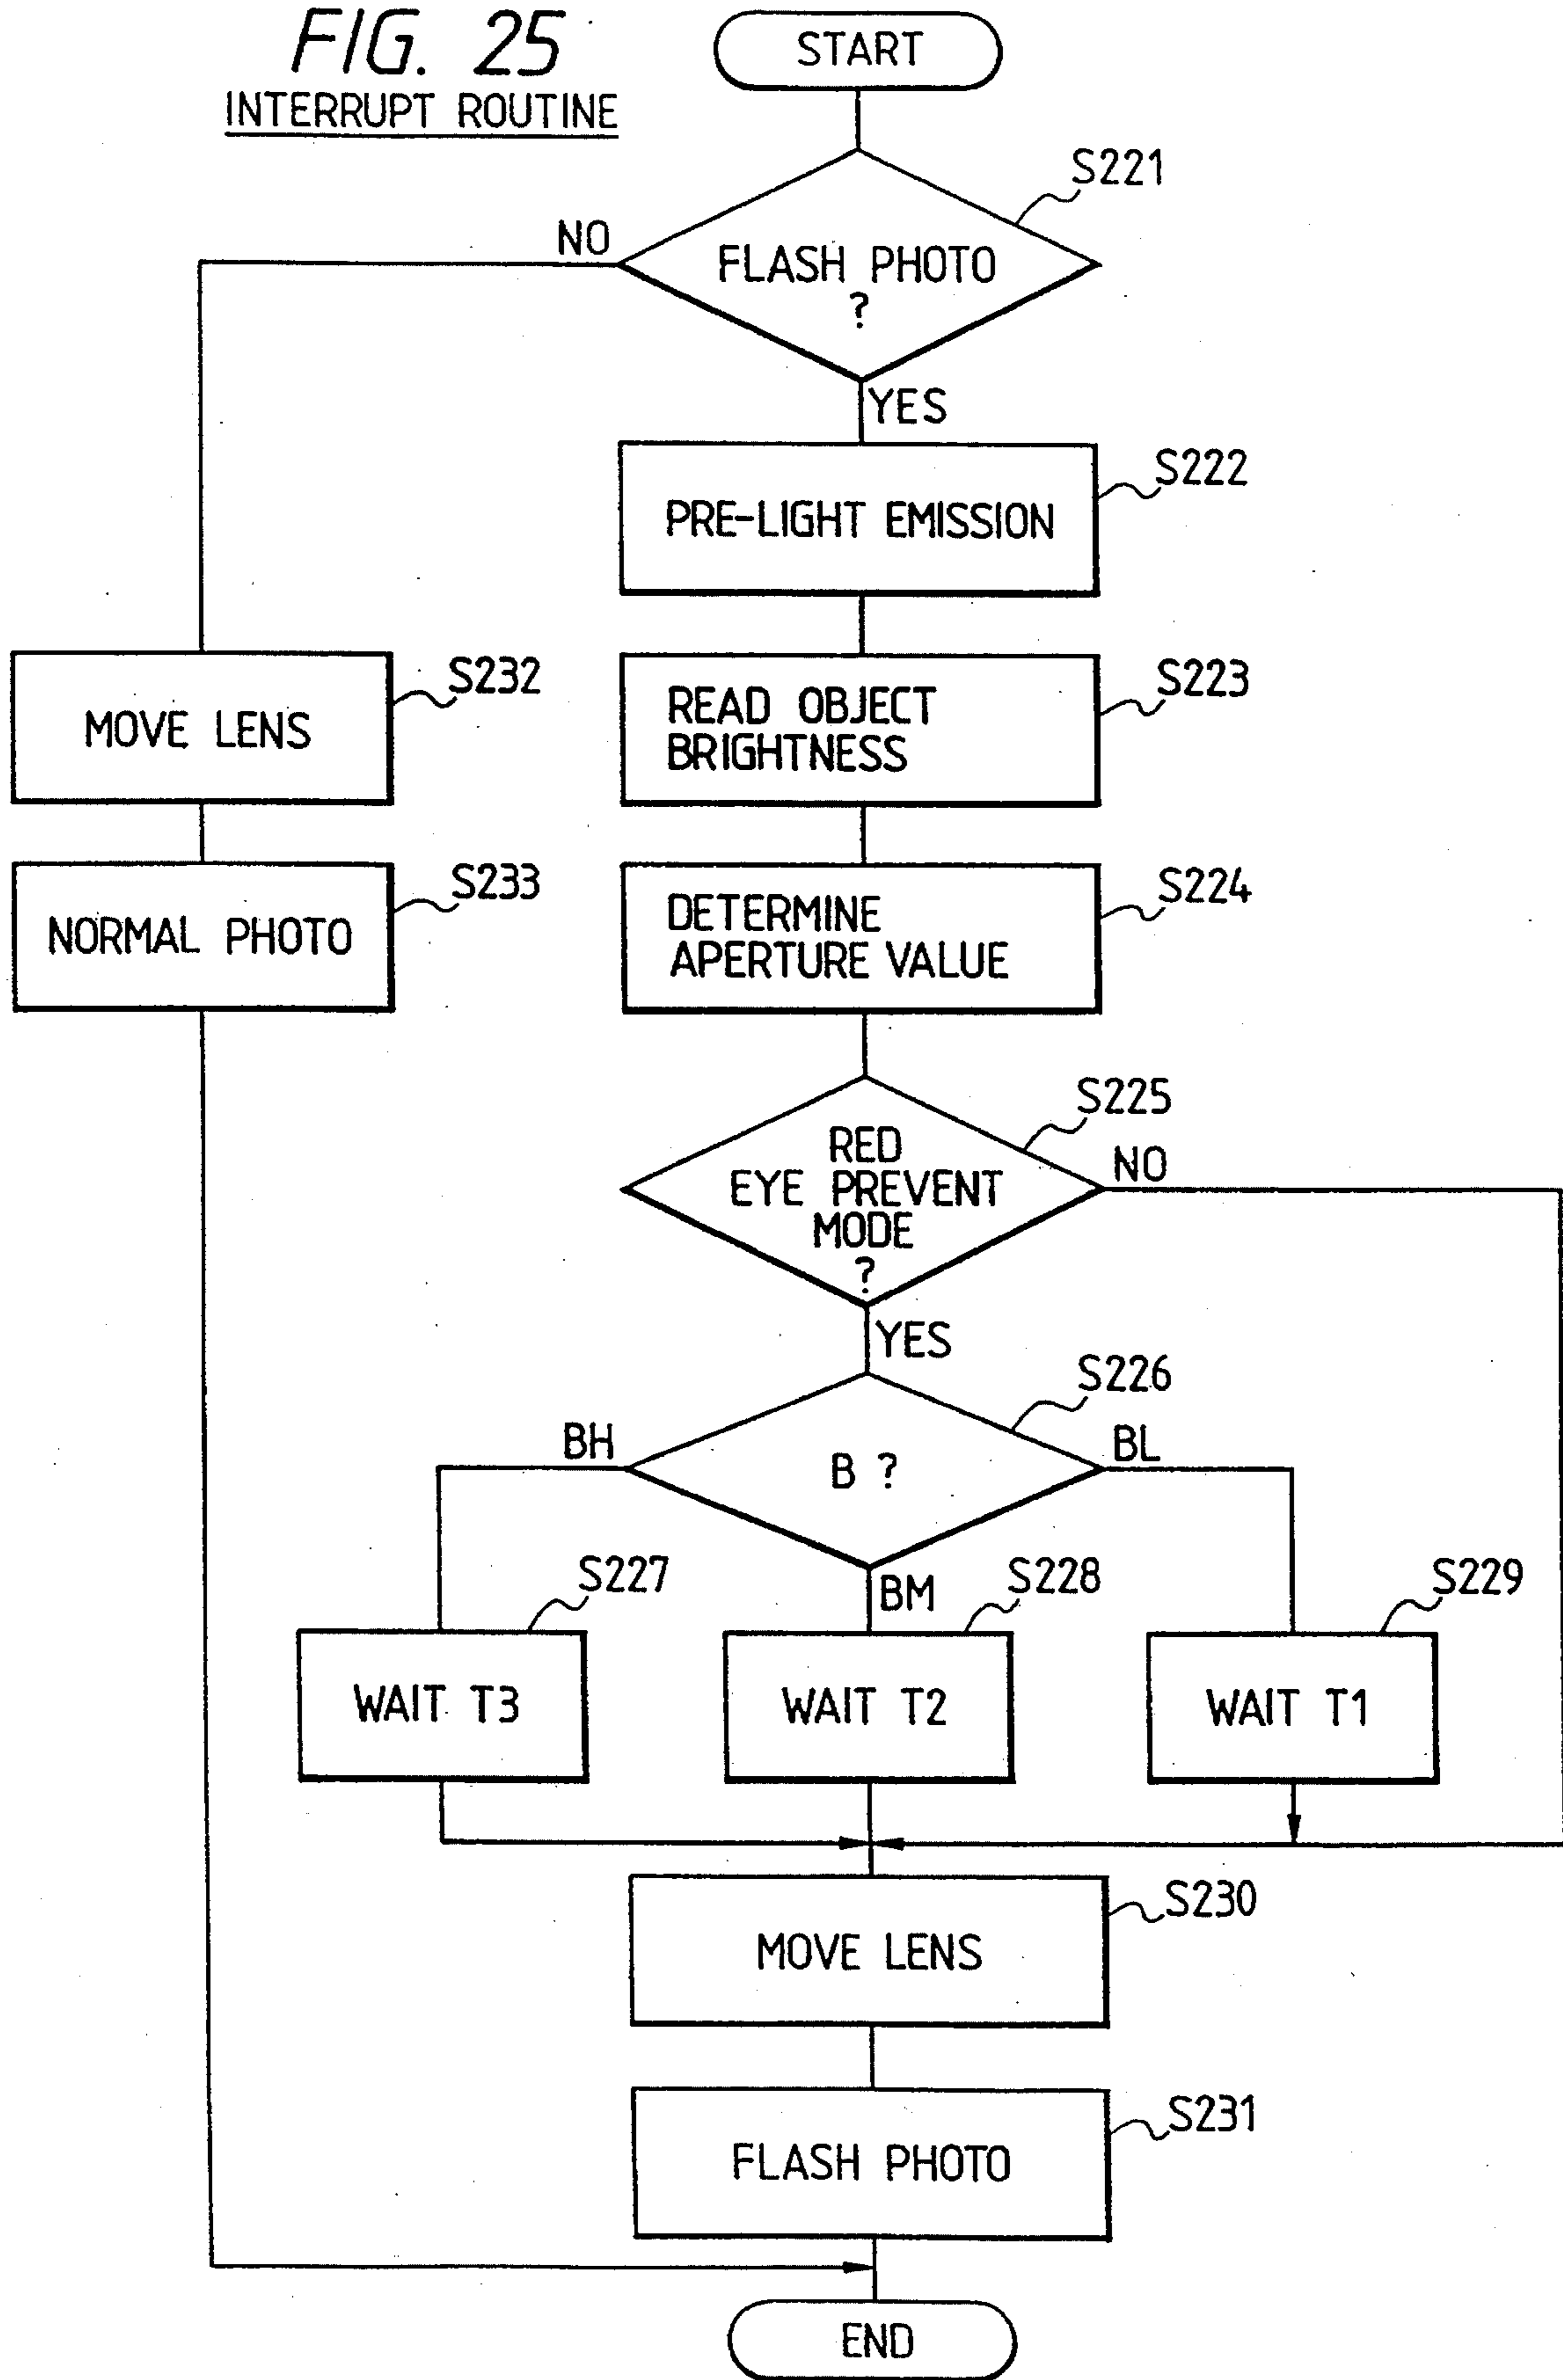 FIG. 25
INTERRUPT ROUTINE
START
S221
NO
FLASH PHOTO
?
YES
S222
PRE-LIGHT EMISSION
S232
MOVE LENS
S223
READ OBJECT
BRIGHTNESS
S233
NORMAL PHOTO
S224
DETERMINE
APERTURE VALUE
S225
RED
EYE PREVENT
MODE
?
NO
YES
S226
BH
B ?
BL
BM
S227
WAIT T3
S228
WAIT T2
S229
WAIT T1
S230
MOVE LENS
S231
FLASH PHOTO
END